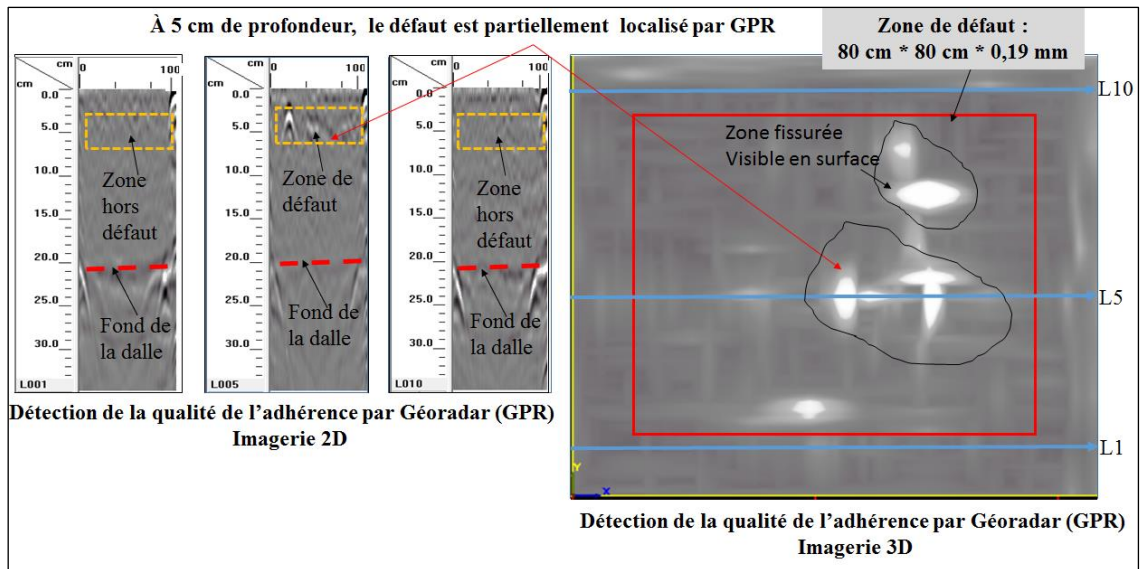 À 5 cm de profondeur, le défaut est partiellement localisé par GPR
Zone de défaut :
80 cm * 80 cm * 0,19 mm
cm
0
100
cm
0.0
5.0
10.0
15.0
20.0
25.0
30.0
L001
Zone
hors
défaut
Fond de
la dalle
cm
0
100
cm
0.0
5.0
10.0
15.0
20.0
25.0
30.0
L005
Zone de
défaut
Fond de
la dalle
cm
0
100
cm
0.0
5.0
10.0
15.0
20.0
25.0
30.0
L010
Zone
hors
défaut
Fond de
la dalle
Détection de la qualité de l’adhérence par Géoradar (GPR)
Imagerie 2D
L10
Zone fissurée
Visible en surface
L5
L1
Y
X
Détection de la qualité de l’adhérence par Géoradar (GPR)
Imagerie 3D